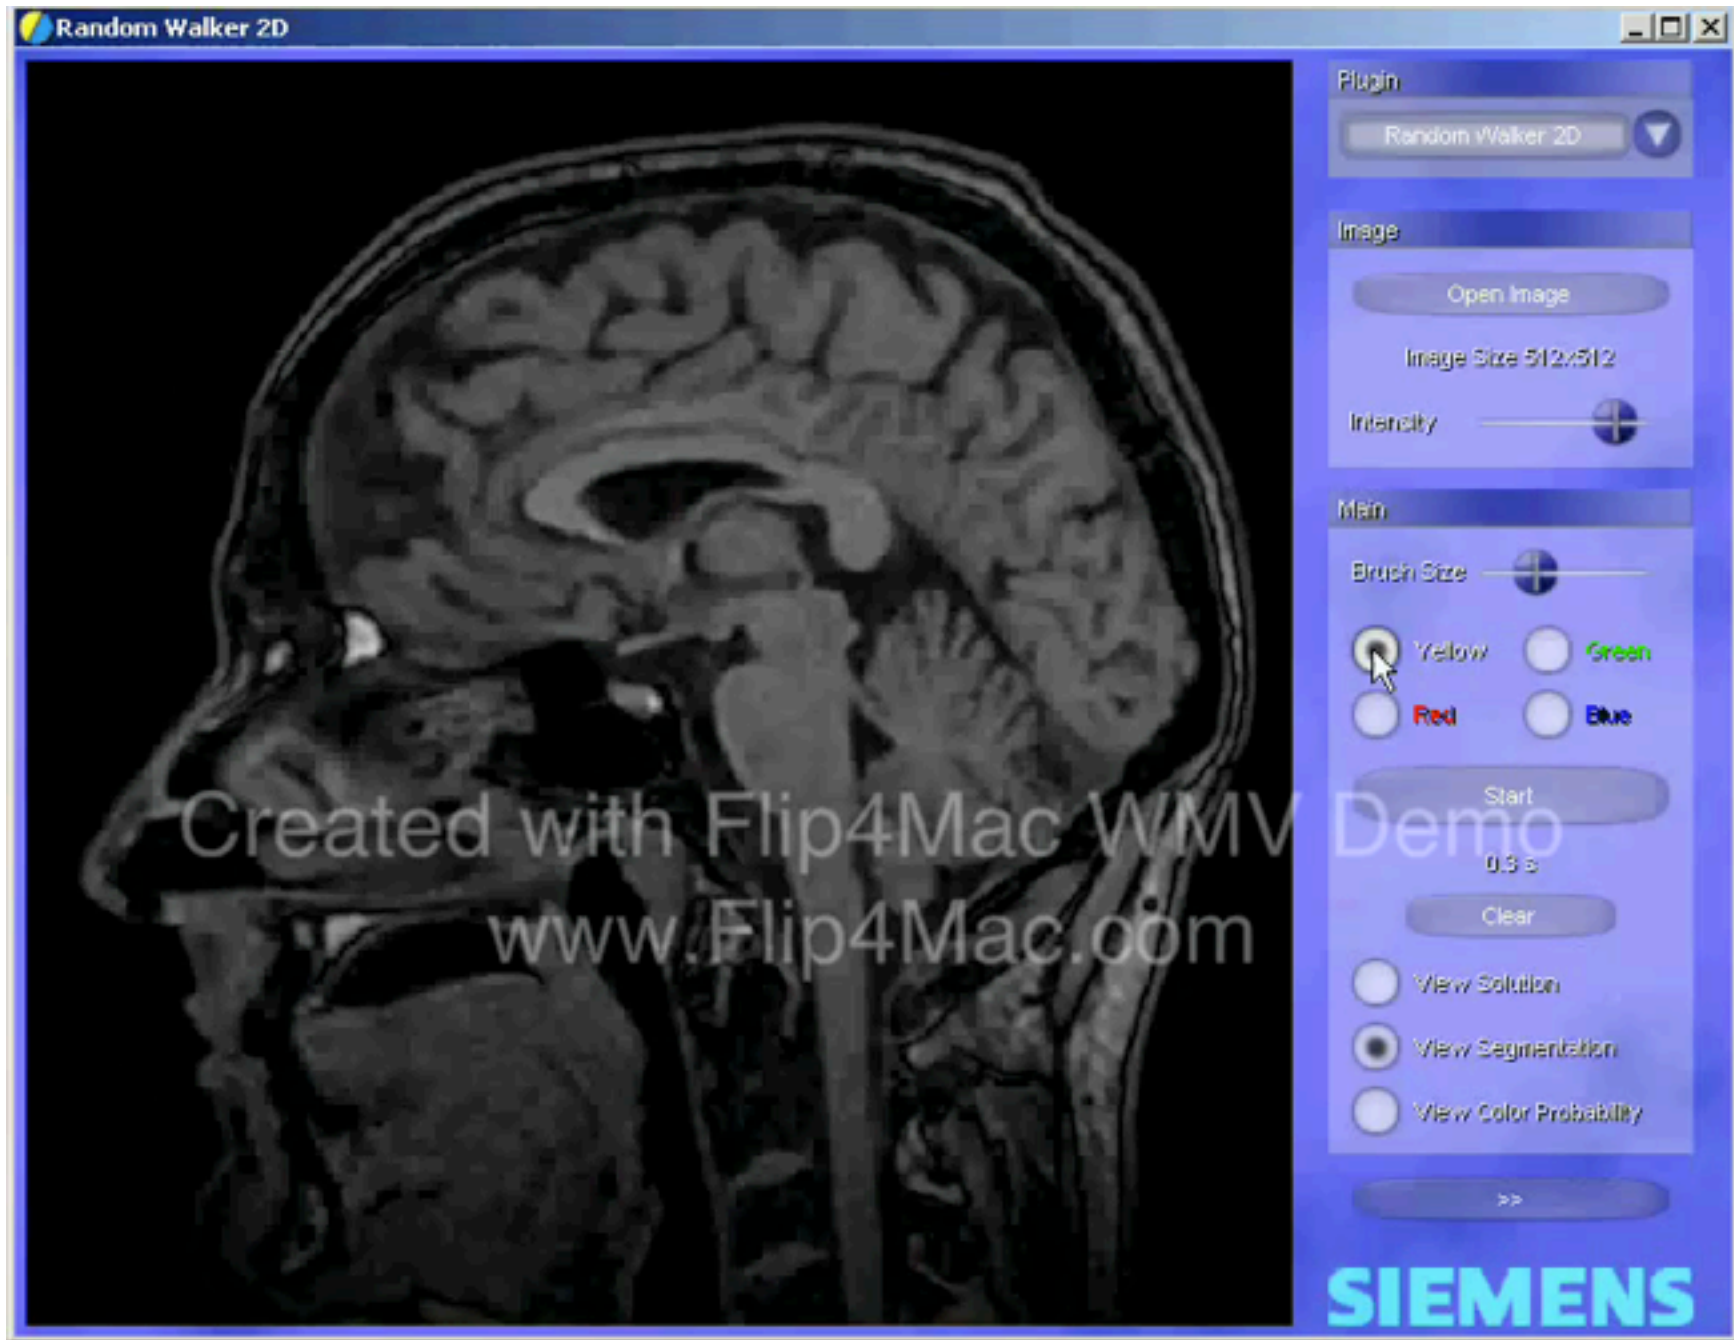 Random Walker 2D
Plugin
Random Walker 2D
Image
Open Image
Image Size 512x512
Intensity
Main
Brush Size
Yellow Green
Red Blue
Start
Created with Flip4Mac WMV Demo
0.3 s
Clear
www.Flip4Mac.com
View Solution
View Segmentation
View Color Probability
>>
SIEMENS